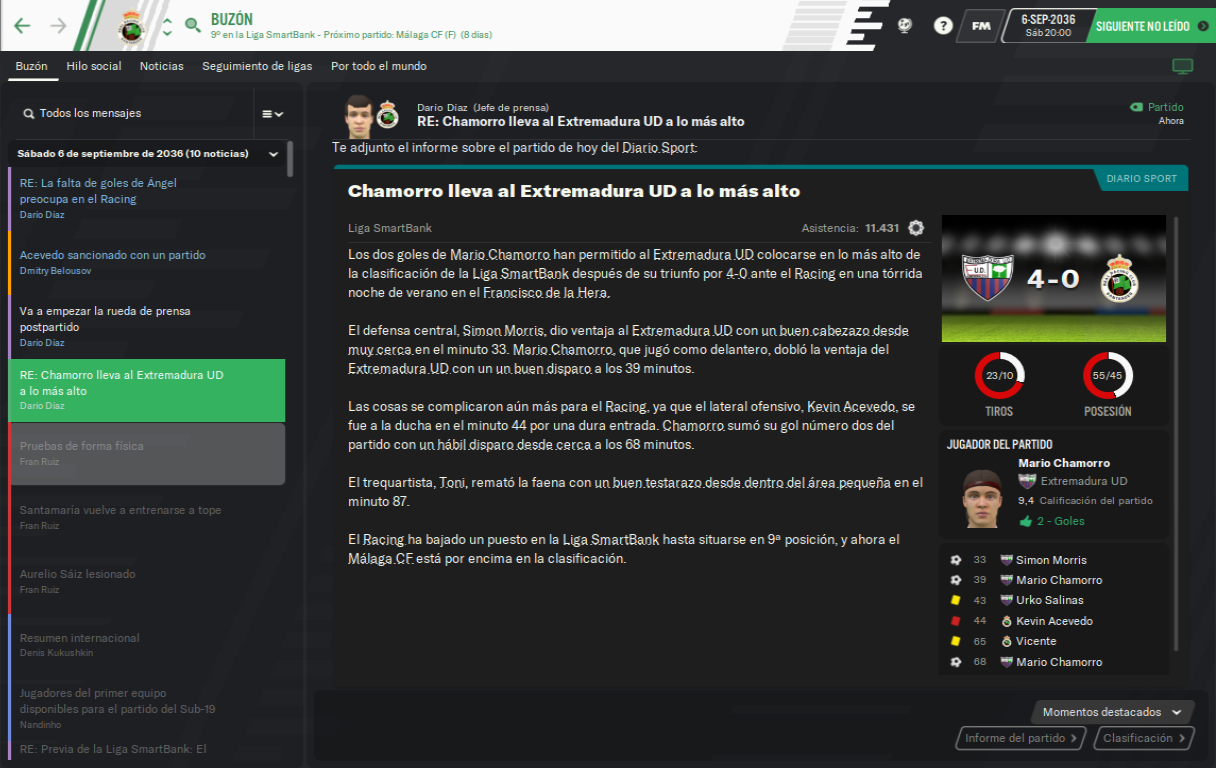 BUZÓN
9º en la Liga SmartBank - Próximo partido: Málaga CF (F) (8 días)
?
FM
6-SEP-2036
Sáb 20:00
SIGUIENTE NO LEÍDO
Buzón
Hilo social
Noticias
Seguimiento de ligas
Por todo el mundo
Todos los mensajes
Sábado 6 de septiembre de 2036 (10 noticias)
RE: La falta de goles de Ángel
preocupa en el Racing
Darío Díaz
Acevedo sancionado con un partido
Dmitry Belousov
Va a empezar la rueda de prensa
postpartido
Darío Díaz
RE: Chamorro lleva al Extremadura UD
a lo más alto
Darío Díaz
Pruebas de forma física
Fran Ruiz
Santamaría vuelve a entrenarse a tope
Fran Ruiz
Aurelio Sáiz lesionado
Fran Ruiz
Resumen internacional
Denis Kukushkin
Jugadores del primer equipo
disponibles para el partido del Sub-19
Nandinho
RE: Previa de la Liga SmartBank: El
Darío Díaz (Jefe de prensa)
RE: Chamorro lleva al Extremadura UD a lo más alto
Partido
Ahora
Te adjunto el informe sobre el partido de hoy del Diario Sport:
DIARIO SPORT
Chamorro lleva al Extremadura UD a lo más alto
Liga SmartBank
Asistencia: 11.431
Los dos goles de Mario Chamorro han permitido al Extremadura UD colocarse en lo más alto de
la clasificación de la Liga SmartBank después de su triunfo por 4-0 ante el Racing en una tórrida
noche de verano en el Francisco de la Hera.
El defensa central, Simon Morris, dio ventaja al Extremadura UD con un buen cabezazo desde
muy cerca en el minuto 33. Mario Chamorro, que jugó como delantero, dobló la ventaja del
Extremadura UD con un un buen disparo a los 39 minutos.
Las cosas se complicaron aún más para el Racing, ya que el lateral ofensivo, Kevin Acevedo, se
fue a la ducha en el minuto 44 por una dura entrada. Chamorro sumó su gol número dos del
partido con un hábil disparo desde cerca a los 68 minutos.
El trequartista, Toni, remató la faena con un buen testarazo desde dentro del área pequeña en el
minuto 87.
El Racing ha bajado un puesto en la Liga SmartBank hasta situarse en 9ª posición, y ahora el
Málaga CF está por encima en la clasificación.
4-0
23/10
55/45
TIROS
POSESIÓN
JUGADOR DEL PARTIDO
Mario Chamorro
Extremadura UD
9,4 Calificación del partido
2 - Goles
33 Simon Morris
39 Mario Chamorro
43 Urko Salinas
44 Kevin Acevedo
65 Vicente
68 Mario Chamorro
Momentos destacados
Informe del partido
Clasificación